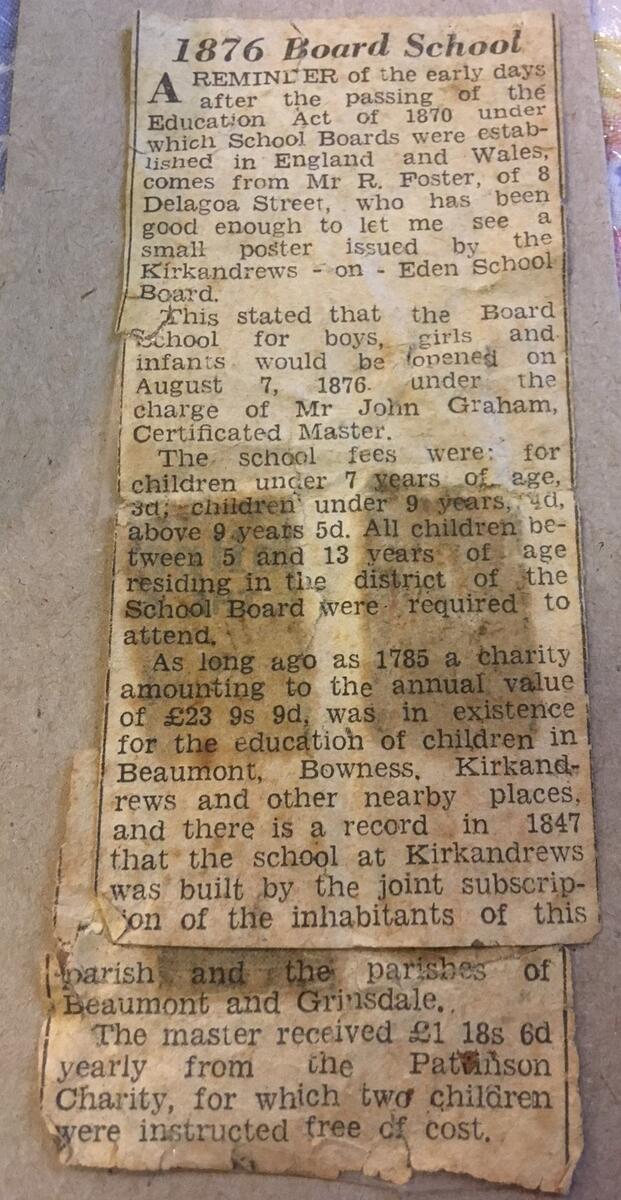 1876 Board School
A REMINDER of the early days
after the passing of the
Education Act of 1870 under
which School Boards were estab-
lished in England and Wales,
comes from Mr R. Foster, of 8
Delagoa Street, who has been
good enough to let me see a
small poster issued by the
Kirkandrews - on - Eden School
Board.
This stated that the Board
School for boys, girls and
infants would be opened on
August 7, 1876 under the
charge of Mr John Graham,
Certificated Master.
The school fees were: for
children under 7 years of age,
3d; children under 9 years, 4d,
above 9 years 5d. All children be-
tween 5 and 13 years of age
residing in the district of the
School Board were required to
attend.
As long ago as 1785 a charity
amounting to the annual value
of £23 9s 9d, was in existence
for the education of children in
Beaumont, Bowness, Kirkand-
rews and other nearby places,
and there is a record in 1847
that the school at Kirkandrews
was built by the joint subscrip-
ion of the inhabitants of this
parish and the parishes of
Beaumont and Grinsdale.
The master received £1 18s 6d
yearly from the Pattinson
Charity, for which two children
were instructed free of cost.